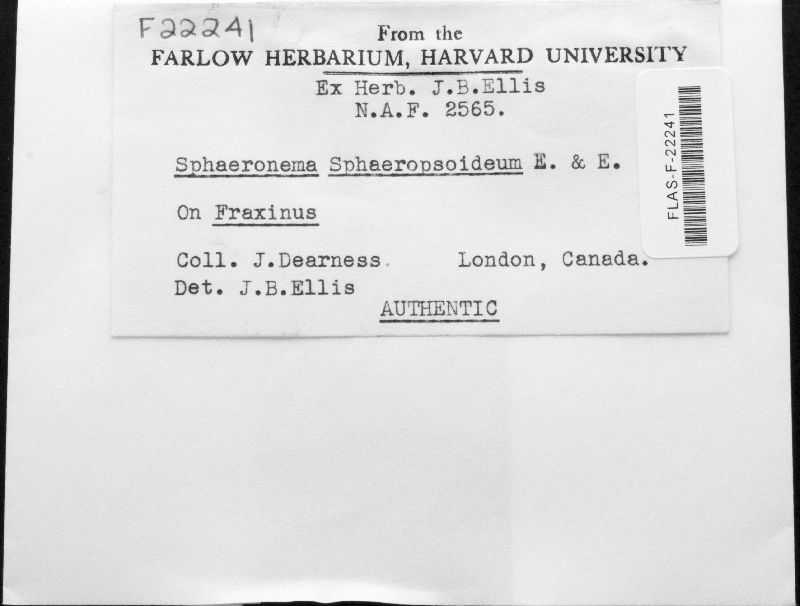 F22241
From the
FARLOW HERBARIUM, HARVARD UNIVERSITY
Ex Herb. J.B.Ellis
N.A.F. 2565.
FLAS-F-22241
Sphaeronema Sphaeropsoideum E. & E.
On Fraxinus
Coll. J.Dearness. London, Canada.
Det. J.B.Ellis
AUTHENTIC